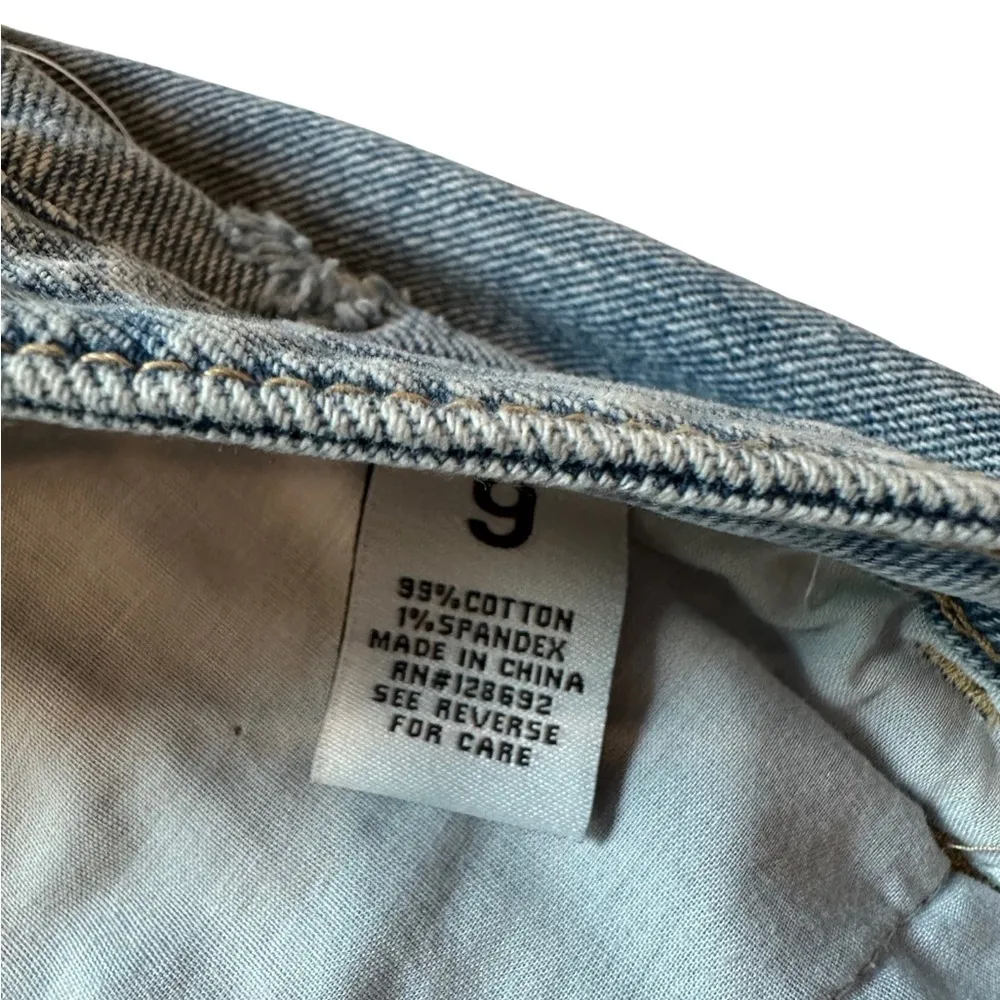 9
99% COTTON
1% SPANDEX
MADE IN CHINA
RN#128692
SEE REVERSE
FOR CARE